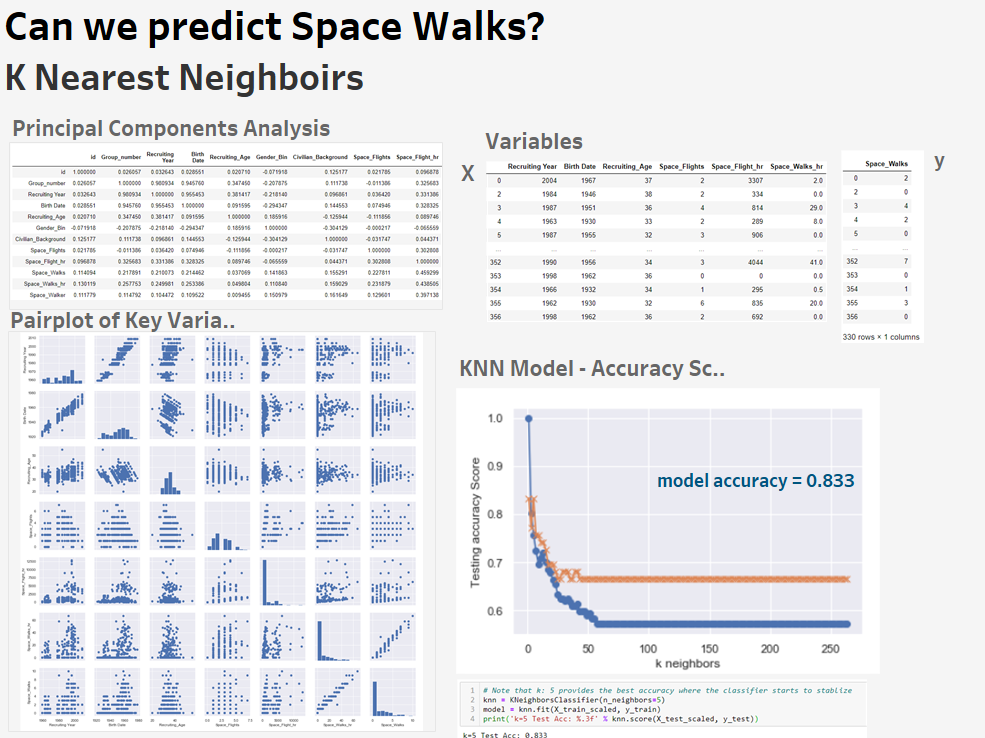 Can we predict Space Walks?
K Nearest Neighboirs
Principal Components Analysis
id Group_number Recruiting Year Birth Date Recruiting_Age Gender_Bin Civilian_Background Space_Flights Space_Flight_hr
id 1.000000 0.026057 0.032643 0.028551 0.020710 -0.071918 0.125177 0.021785 0.096878
Group_number 0.026057 1.000000 0.980934 0.945760 0.347450 -0.207875 0.111738 -0.011386 0.325683
Recruiting Year 0.032643 0.980934 1.000000 0.955453 0.381417 -0.218140 0.096861 0.036420 0.331386
Birth Date 0.028551 0.945760 0.955453 1.000000 0.091595 -0.294347 0.144553 0.074946 0.328325
Recruiting_Age 0.020710 0.347450 0.381417 0.091595 1.000000 0.185916 -0.125944 -0.111856 0.089746
Gender_Bin -0.071918 -0.207875 -0.218140 -0.294347 0.185916 1.000000 -0.304129 -0.000217 -0.065559
Civilian_Background 0.125177 0.111738 0.096861 0.144553 -0.125944 -0.304129 1.000000 -0.031747 0.044371
Space_Flights 0.021785 -0.011386 0.036420 0.074946 -0.111856 -0.000217 -0.031747 1.000000 0.302808
Space_Flight_hr 0.096878 0.325683 0.331386 0.328325 0.089746 -0.065559 0.044371 0.302808 1.000000
Space_Walks 0.114094 0.217891 0.210073 0.214462 0.037069 0.141863 0.155291 0.227811 0.459299
Space_Walks_hr 0.130119 0.257753 0.249981 0.253386 0.049804 0.110840 0.159029 0.231879 0.438505
Space_Walker 0.111779 0.114792 0.104472 0.109522 0.009455 0.150979 0.161649 0.129601 0.397138
Variables
X
Recruiting Year Birth Date Recruiting_Age Space_Flights Space_Flight_hr Space_Walks_hr
0 2004 1967 37 2 3307 2.0
2 1984 1946 38 2 334 0.0
3 1987 1951 36 4 814 29.0
4 1963 1930 33 2 289 8.0
5 1987 1955 32 3 906 0.0
... ... ... ... ... ... ...
352 1990 1956 34 3 4044 41.0
353 1998 1962 36 0 0 0.0
354 1966 1932 34 1 295 0.5
355 1962 1930 32 6 835 20.0
356 1998 1962 36 2 692 0.0
y
Space_Walks
0 2
2 0
3 4
4 2
5 0
... ...
352 7
353 0
354 1
355 3
356 0
330 rows × 1 columns
Pairplot of Key Varia..
Recruiting Year
Birth Date
Recruiting_Age
Space_Flights
Space_Walks_hr
Space_Walks
KNN Model - Accuracy Sc..
model accuracy = 0.833
Testing accuracy Score
1.0
0.9
0.8
0.7
0.6
0 50 100 150 200 250
k neighbors
1 # Note that k: 5 provides the best accuracy where the classifier starts to stablize
2 knn = KNeighborsClassifier(n_neighbors=5)
3 model = knn.fit(X_train_scaled, y_train)
4 print('k=5 Test Acc: %.3f' % knn.score(X_test_scaled, y_test))
k=5 Test Acc: 0.833